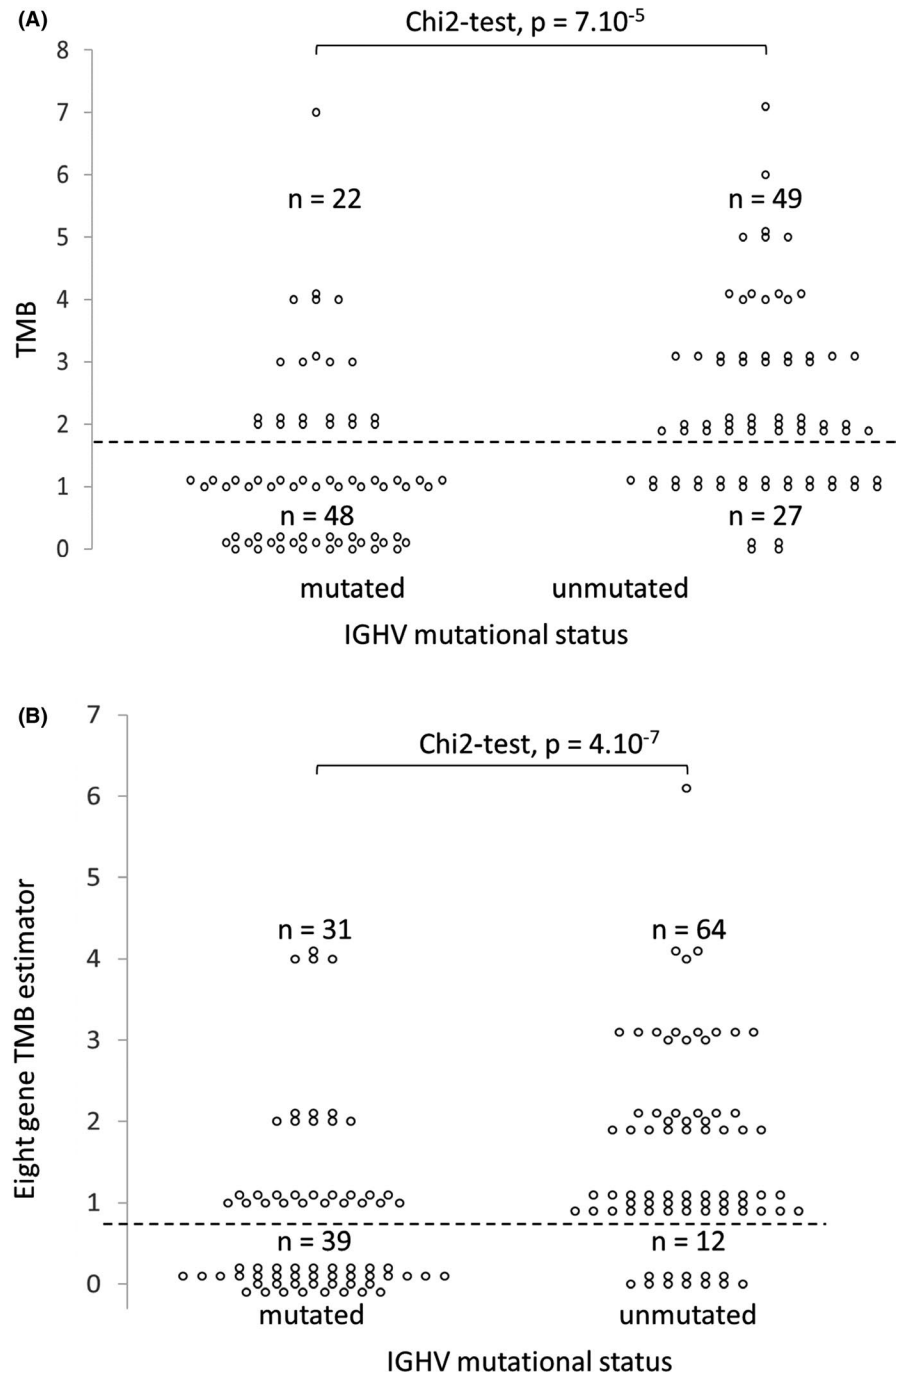 (A)
Chi2-test, p = 7.10-5
8
7
6
n = 22
n = 49
5
4
TMB
3
2
1
n = 48
n = 27
0
mutated
unmutated
IGHV mutational status
(B)
7
Chi2-test, p = 4.10-7
6
5
n = 31
n = 64
4
Eight gene TMB estimator
3
2
1
n = 39
n = 12
0
mutated
unmutated
IGHV mutational status